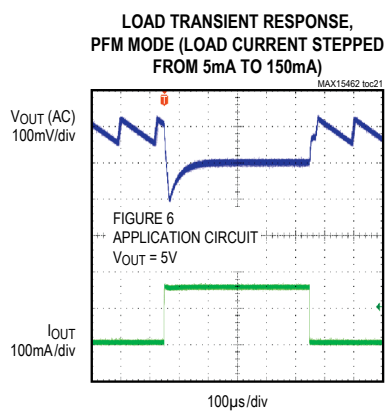 LOAD TRANSIENT RESPONSE,
PFM MODE (LOAD CURRENT STEPPED
FROM 5mA TO 150mA)
MAX15462 toc21
T
VOUT (AC)
100mV/div
FIGURE 6
APPLICATION CIRCUIT
VOUT = 5V
IOUT
100mA/div
100µs/div